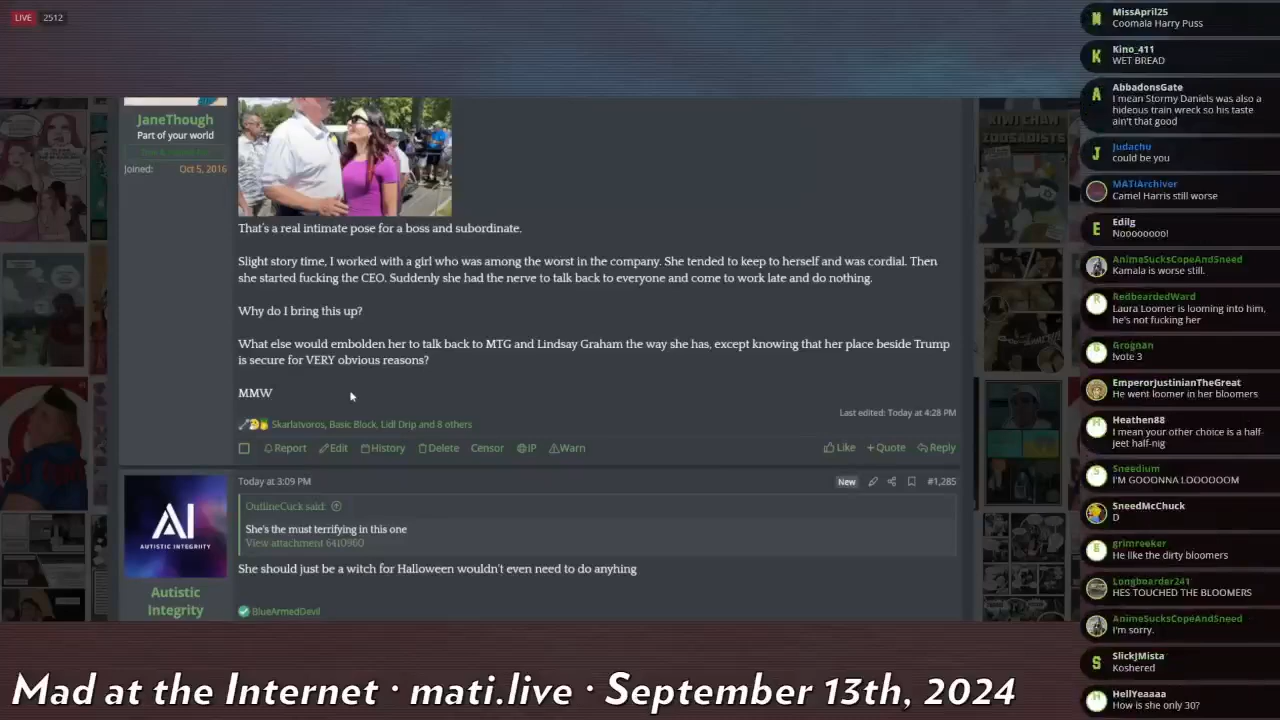 LIVE 2512
JaneThough
Part of your world
Joined: Oct 5, 2016
That's a real intimate pose for a boss and subordinate.
Slight story time, I worked with a girl who was among the worst in the company. She tended to keep to herself and was cordial. Then
she started fucking the CEO. Suddenly she had the nerve to talk back to everyone and come to work late and do nothing.
Why do I bring this up?
What else would embolden her to talk back to MTG and Lindsay Graham the way she has, except knowing that her place beside Trump
is secure for VERY obvious reasons?
MMW
Last edited: Today at 4:28 PM
Skarlatvoros, Basic Block, Lidl Drip and 8 others
Report Edit History Delete Censor IP Warn Like +Quote Reply
Today at 3:09 PM New #1,285
OutlineCuck said:
She's the must terrifying in this one
View attachment 6410960
She should just be a witch for Halloween wouldn't even need to do anyhing
AI
AUTISTIC INTEGRIITY
Autistic
Integrity
BlueArmedDevil
KIWI CHAN
ZOOSADISTS
MissApril25
Coomala Harry Puss
Kino_411
WET BREAD
AbbadonsGate
I mean Stormy Daniels was also a
hideous train wreck so his taste
ain't that good
Judachu
could be you
MATIArchiver
Camel Harris still worse
Edilg
Nooooooo!
AnimeSucksCopeAndSneed
Kamala is worse still.
RedbeardedWard
Laura Loomer is looming into him,
he's not fucking her
Grognan
!vote 3
EmperorJustinianTheGreat
He went loomer in her bloomers
Heathen88
I mean your other choice is a half-
jeet half-nig
Sneedium
I'M GOOONNA LOOOOOOM
SneedMcChuck
D
grimreeker
He like the dirty bloomers
Longboarder241
HES TOUCHED THE BLOOMERS
AnimeSucksCopeAndSneed
I'm sorry.
SlickJMista
Koshered
HellYeaaaa
How is she only 30?
Mad at the Internet · mati.live · September 13th, 2024